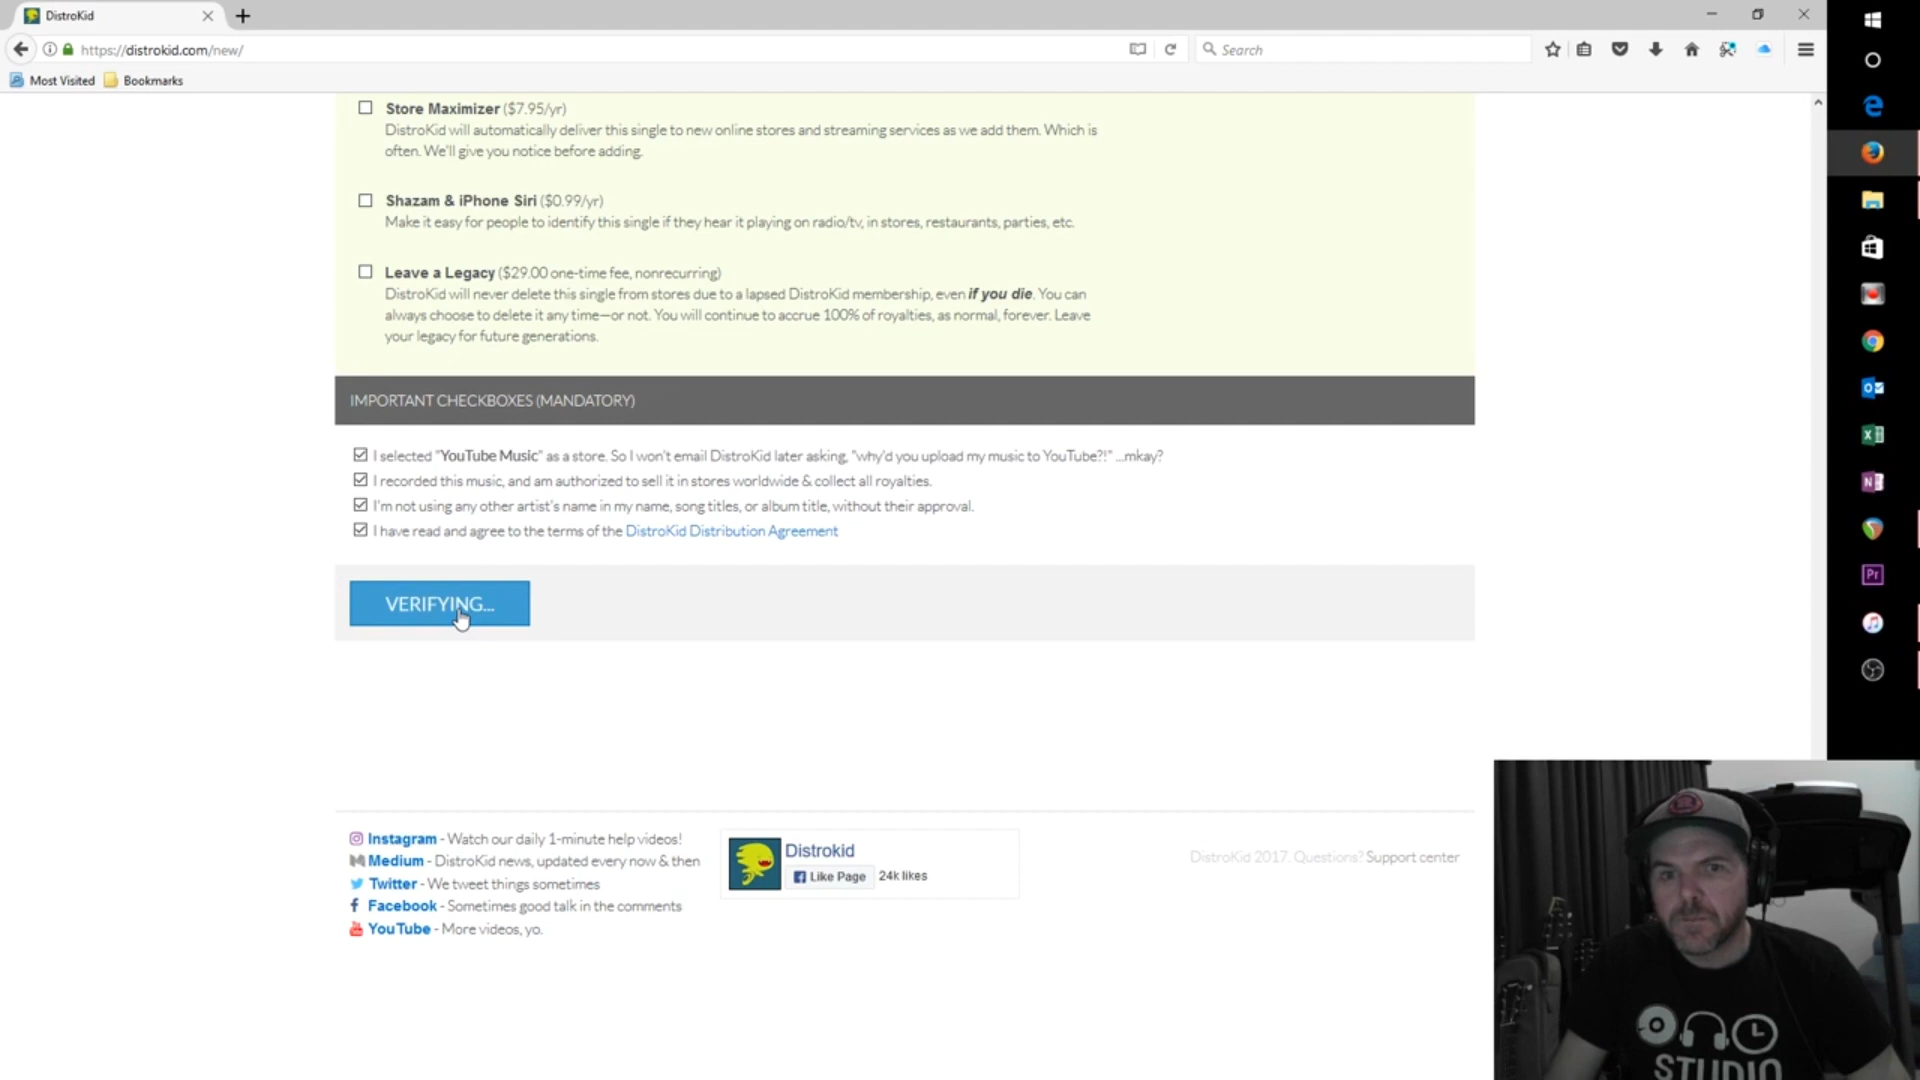 DistroKid
https://distrokid.com/new/
Search
Most Visited
Bookmarks
Store Maximizer ($7.95/yr)
DistroKid will automatically deliver this single to new online stores and streaming services as we add them. Which is
often. We'll give you notice before adding.
Shazam & iPhone Siri ($0.99/yr)
Make it easy for people to identify this single if they hear it playing on radio/tv, in stores, restaurants, parties, etc.
Leave a Legacy ($29.00 one-time fee, nonrecurring)
DistroKid will never delete this single from stores due to a lapsed DistroKid membership, even if you die. You can
always choose to delete it any time—or not. You will continue to accrue 100% of royalties, as normal, forever. Leave
your legacy for future generations.
IMPORTANT CHECKBOXES (MANDATORY)
I selected "YouTube Music" as a store. So I won't email DistroKid later asking, "why'd you upload my music to YouTube?!" ...mkay?
I recorded this music, and am authorized to sell it in stores worldwide & collect all royalties.
I'm not using any other artist's name in my name, song titles, or album title, without their approval.
I have read and agree to the terms of the DistroKid Distribution Agreement
VERIFYING...
Instagram - Watch our daily 1-minute help videos!
Medium - DistroKid news, updated every now & then
Twitter - We tweet things sometimes
Facebook - Sometimes good talk in the comments
YouTube - More videos, yo.
Distrokid
Like Page
24k likes
DistroKid 2017. Questions? Support center
Pr
STUDIO